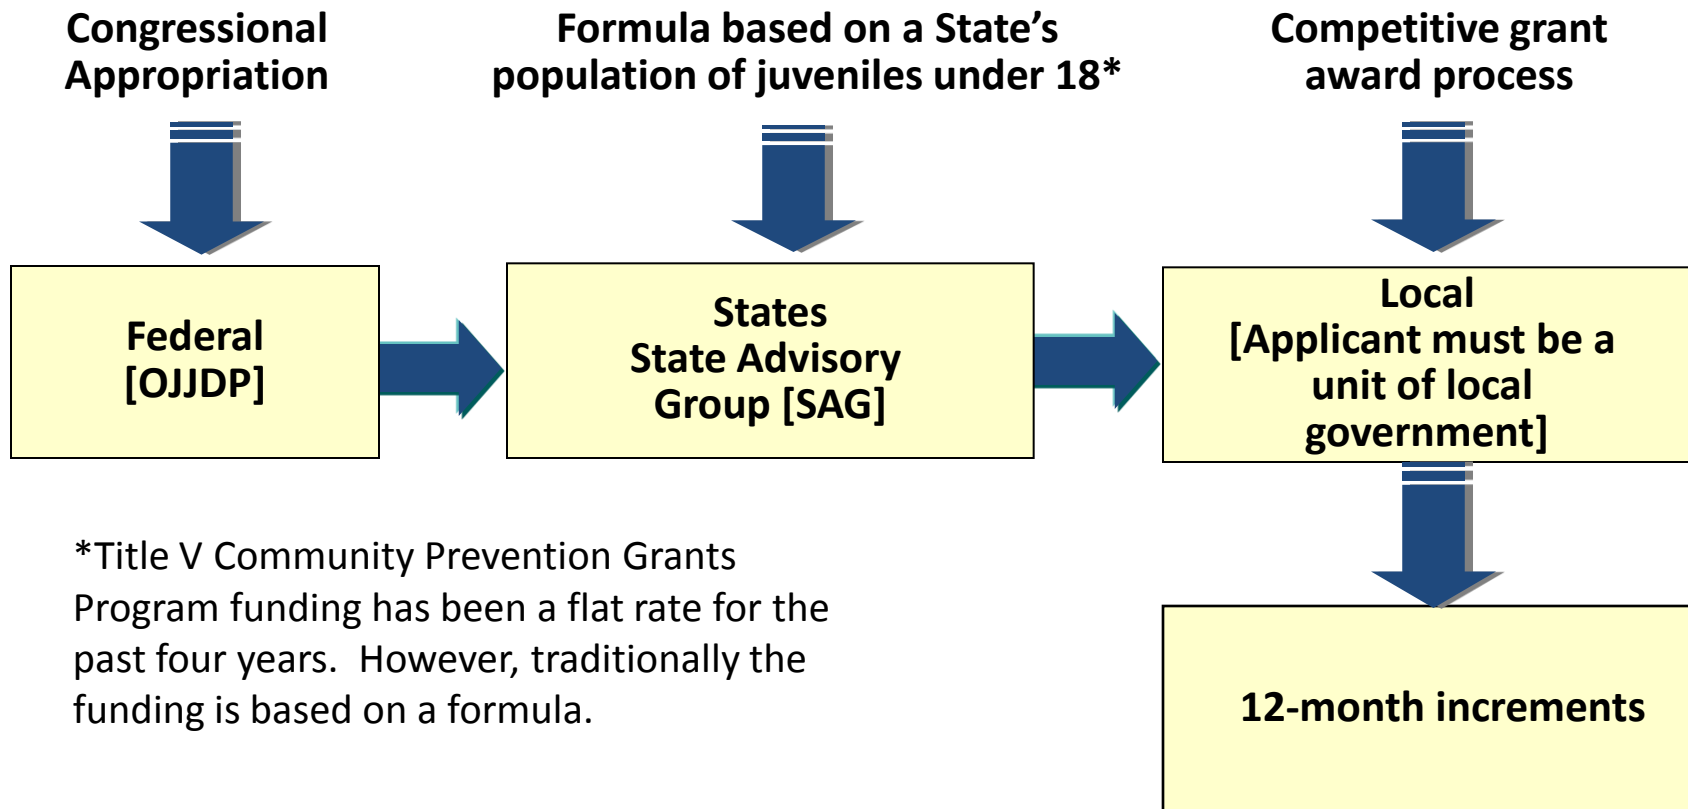 Congressional
Appropriation
Formula based on a State's
population of juveniles under 18*
Competitive grant
award process
Federal
[OJJDP]
States
State Advisory
Group [SAG]
Local
[Applicant must be a
unit of local
government]
*Title V Community Prevention Grants
Program funding has been a flat rate for the
past four years.  However, traditionally the
funding is based on a formula.
12-month increments